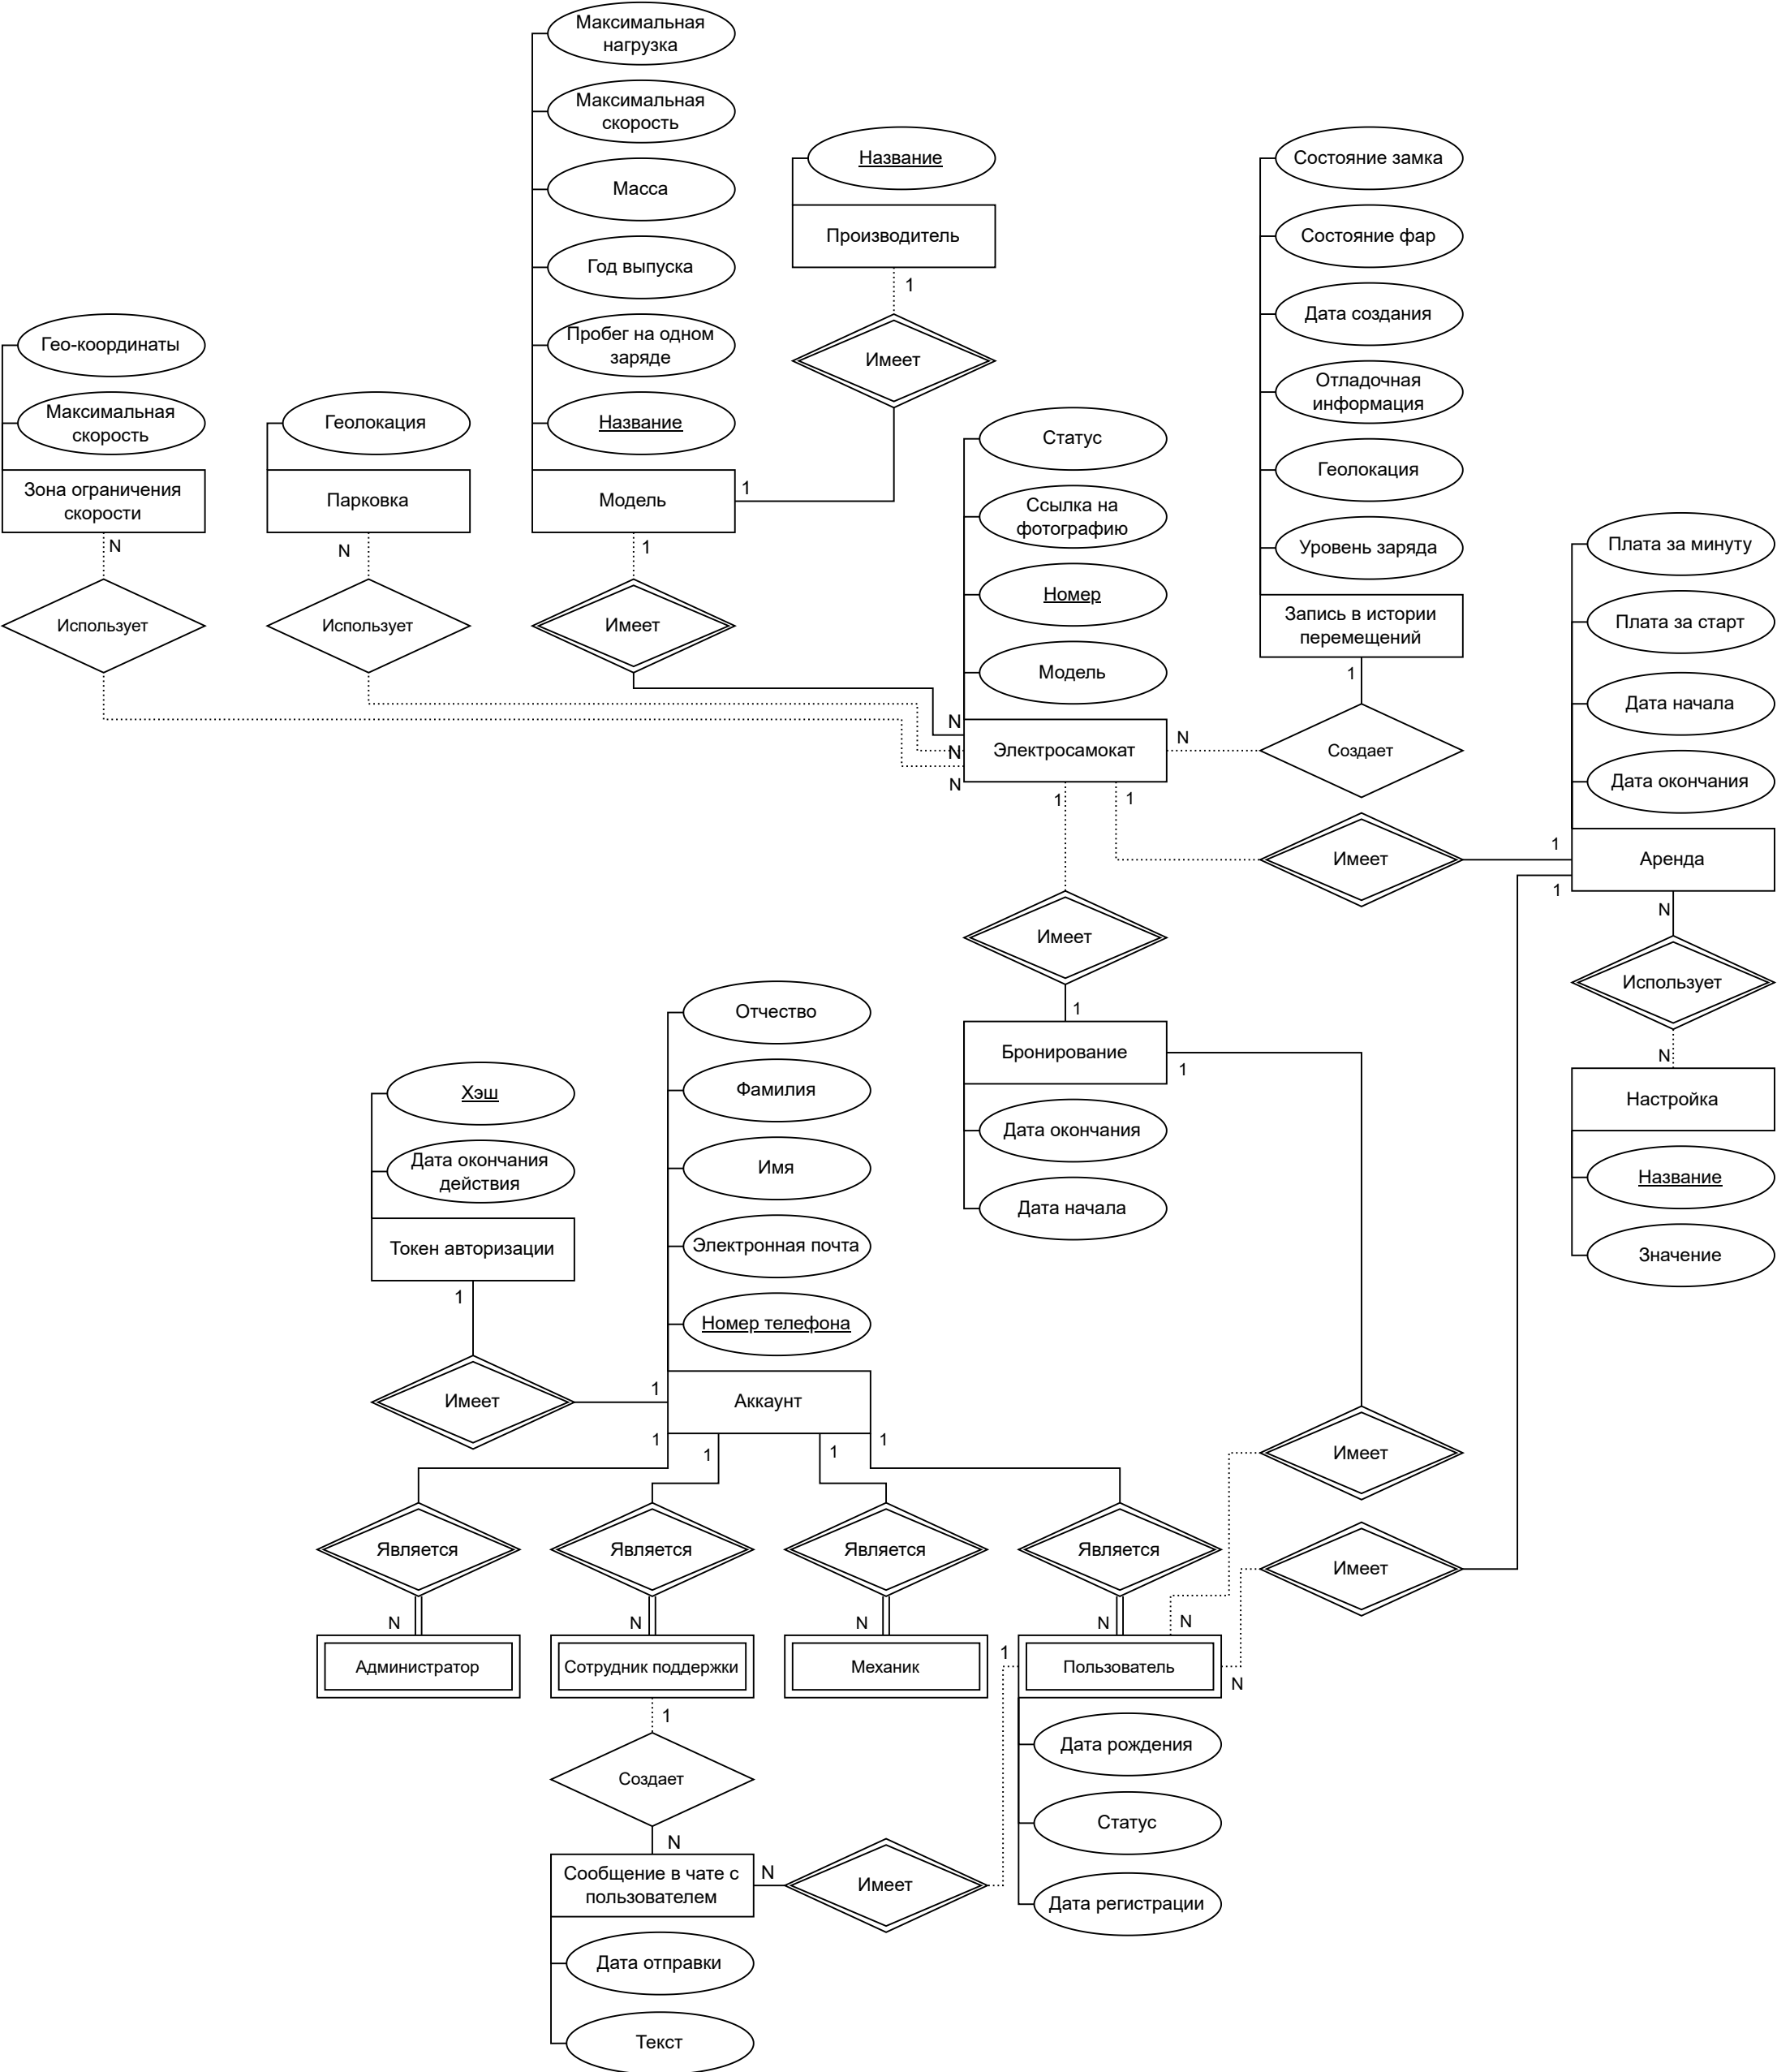 Максимальная
нагрузка
Максимальная
скорость
Масса
Год выпуска
Пробег на одном
заряде
Название
Модель
1
1
Имеет
Название
Производитель
1
Имеет
Гео-координаты
Максимальная
скорость
Зона ограничения
скорости
N
Использует
Геолокация
Парковка
N
Использует
Статус
Ссылка на
фотографию
Номер
Модель
Электросамокат
N
N
N
N
1
1
Состояние замка
Состояние фар
Дата создания
Отладочная
информация
Геолокация
Уровень заряда
Запись в истории
перемещений
1
Создает
Плата за минуту
Плата за старт
Дата начала
Дата окончания
Аренда
1
1
N
Имеет
Использует
N
Настройка
Название
Значение
Имеет
1
Бронирование
1
Дата окончания
Дата начала
Отчество
Фамилия
Имя
Электронная почта
Номер телефона
Аккаунт
Хэш
Дата окончания
действия
Токен авторизации
1
Имеет
1
1
1
1
1
Является
Является
Является
Является
Имеет
Имеет
N
N
N
N
N
N
1
Администратор
Сотрудник поддержки
Механик
Пользователь
1
Создает
N
Сообщение в чате с
пользователем
N
Имеет
Дата отправки
Текст
Дата рождения
Статус
Дата регистрации